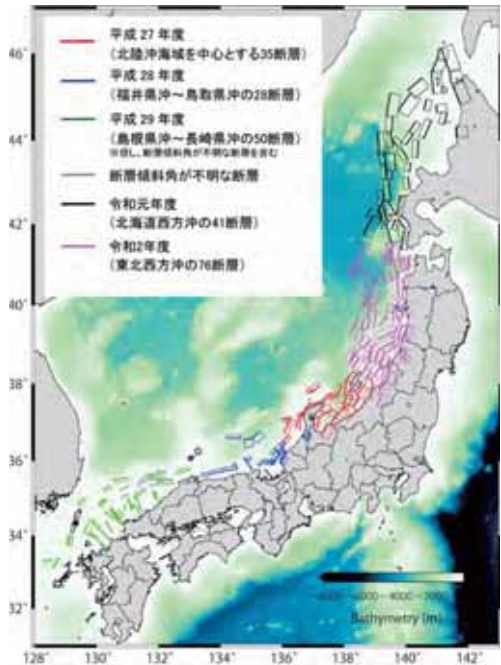 平成 27 年度
（北陸沖海域を中心とする35断層）
平成 28 年度
（福井県沖～鳥取県沖の28断層）
平成 29 年度
（島根県沖～長崎県沖の50断層）
※但し、断層傾斜角が不明な断層を含む
断層傾斜角が不明な断層
令和元年度
（北海道西方沖の41断層）
令和2年度
（東北西方沖の76断層）
46°
44°
42°
40°
38°
36°
34°
32°
Bathymetry (m)
128° 130° 132° 134° 136° 138° 140° 142°